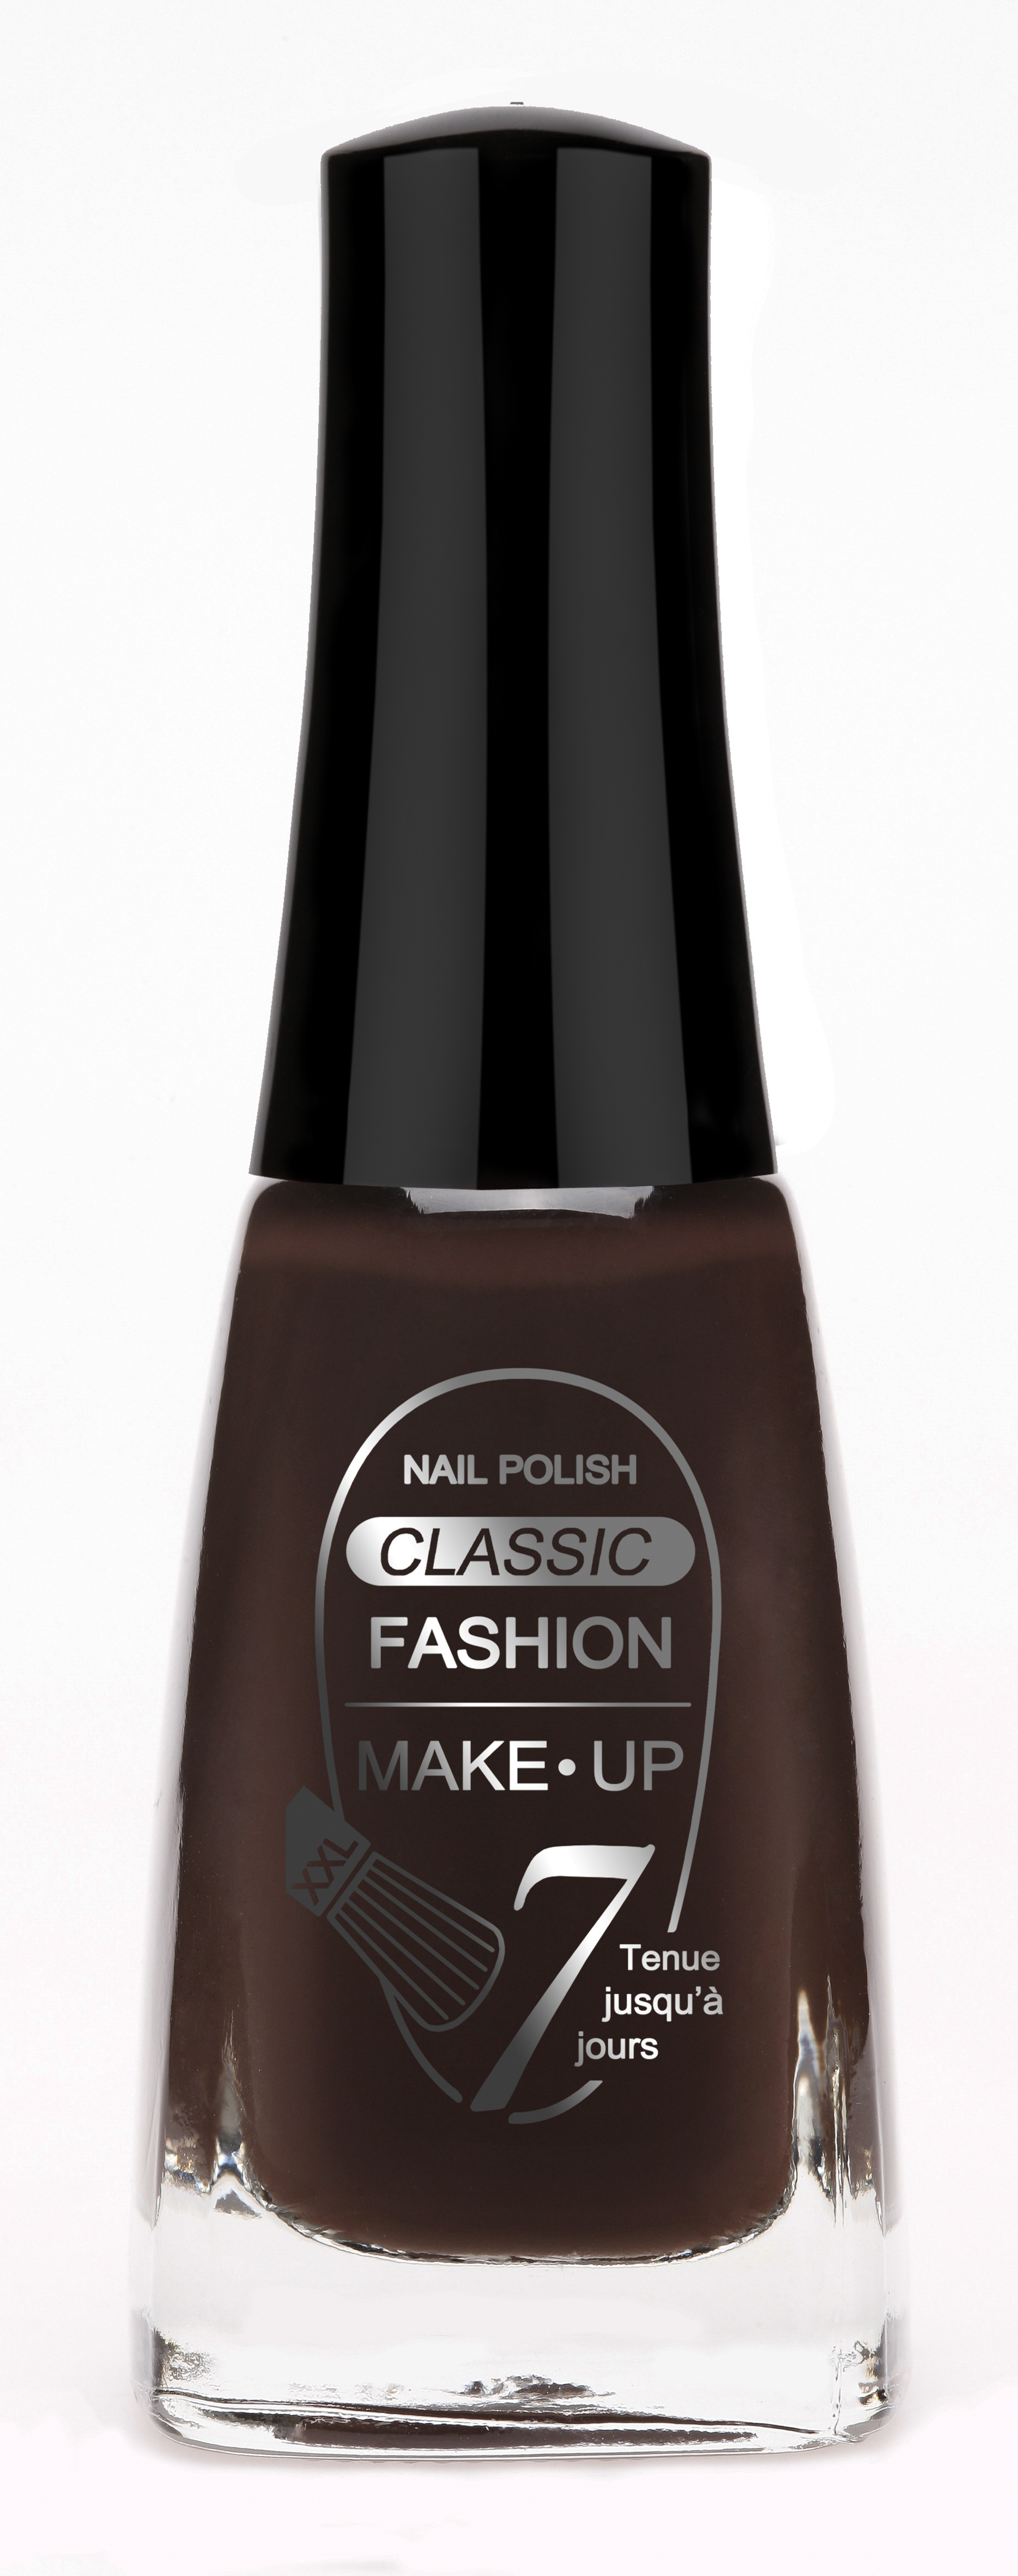 NAIL POLISH
CLASSIC
FASHION
MAKE•UP
XXL
7
Tenue
jusqu'à
jours